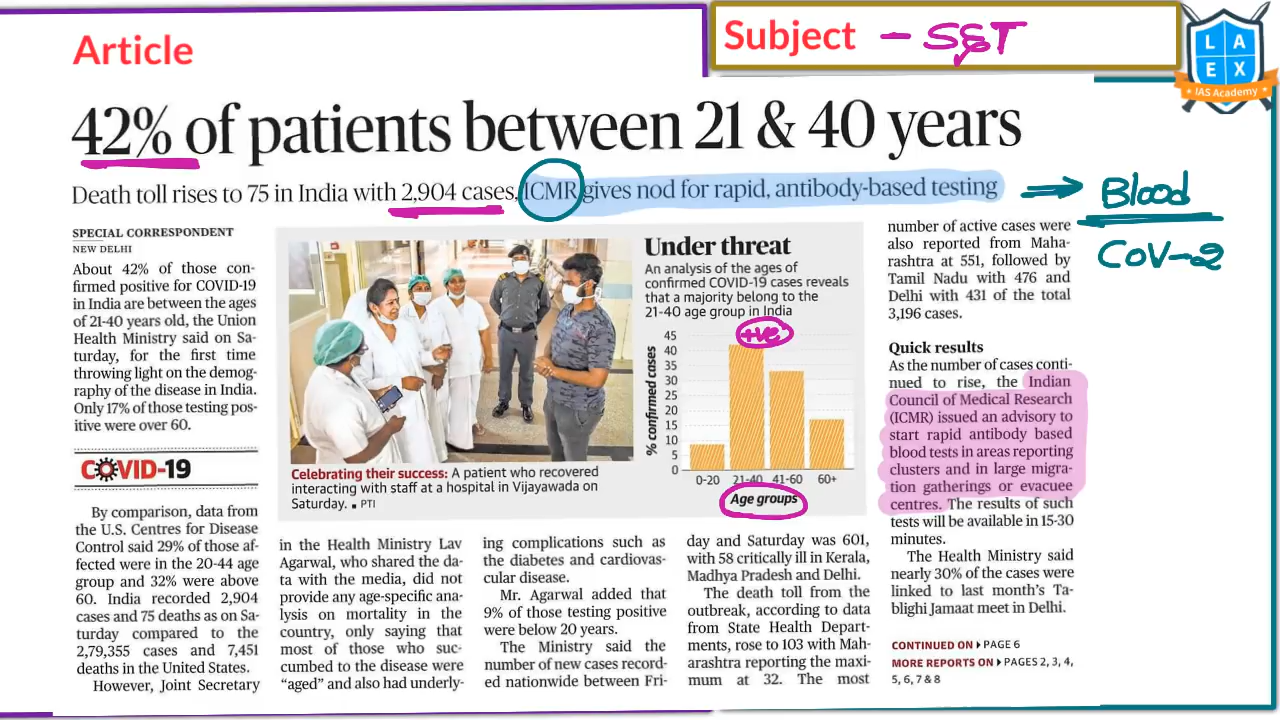 Article
Subject - S&T
LAEX
IAS Academy
42% of patients between 21 & 40 years
Death toll rises to 75 in India with 2,904 cases, ICMR gives nod for rapid, antibody-based testing
Blood
CoV-2
SPECIAL CORRESPONDENT
NEW DELHI
About 42% of those con-
firmed positive for COVID-19
in India are between the ages
of 21-40 years old, the Union
Health Ministry said on Sa-
turday, for the first time
throwing light on the demog-
raphy of the disease in India.
Only 17% of those testing pos-
itive were over 60.
COVID-19
By comparison, data from
the U.S. Centres for Disease
Control said 29% of those af-
fected were in the 20-44 age
group and 32% were above
60. India recorded 2,904
cases and 75 deaths as on Sa-
turday compared to the
2,79,355 cases and 7,451
deaths in the United States.
However, Joint Secretary
Celebrating their success: A patient who recovered
interacting with staff at a hospital in Vijayawada on
Saturday. ■ PTI
Under threat
An analysis of the ages of
confirmed COVID-19 cases reveals
that a majority belong to the
21-40 age group in India
+ve
% confirmed cases
45
40
35
30
25
20
15
10
5
0
0-20 21-40 41-60 60+
Age groups
in the Health Ministry Lav
Agarwal, who shared the da-
ta with the media, did not
provide any age-specific ana-
lysis on mortality in the
country, only saying that
most of those who suc-
cumbed to the disease were
“aged” and also had underly-
ing complications such as
the diabetes and cardiovas-
cular disease.
Mr. Agarwal added that
9% of those testing positive
were below 20 years.
The Ministry said the
number of new cases record-
ed nationwide between Fri-
day and Saturday was 601,
with 58 critically ill in Kerala,
Madhya Pradesh and Delhi.
The death toll from the
outbreak, according to data
from State Health Depart-
ments, rose to 103 with Mah-
arashtra reporting the maxi-
mum at 32. The most
number of active cases were
also reported from Maha-
rashtra at 551, followed by
Tamil Nadu with 476 and
Delhi with 431 of the total
3,196 cases.
Quick results
As the number of cases conti-
nued to rise, the Indian
Council of Medical Research
(ICMR) issued an advisory to
start rapid antibody based
blood tests in areas reporting
clusters and in large migra-
tion gatherings or evacuee
centres. The results of such
tests will be available in 15-30
minutes.
The Health Ministry said
nearly 30% of the cases were
linked to last month’s Ta-
blighi Jamaat meet in Delhi.
CONTINUED ON ▶ PAGE 6
MORE REPORTS ON ▶ PAGES 2, 3, 4,
5, 6, 7 & 8